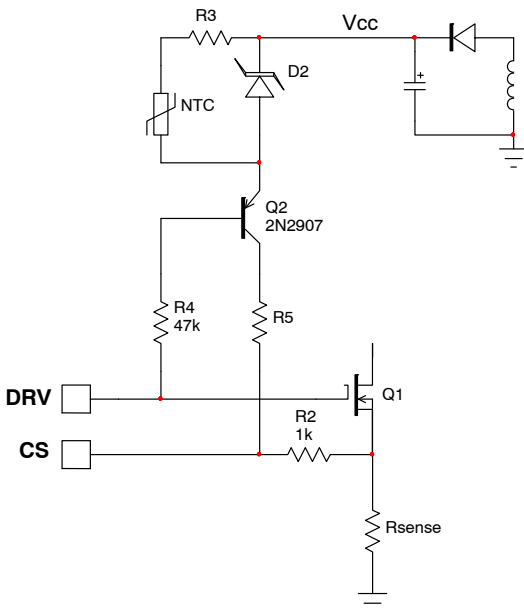 R3
Vcc
D2
NTC
+
Q2
2N2907
R4
47k
R5
DRV
Q1
R2
1k
CS
Rsense